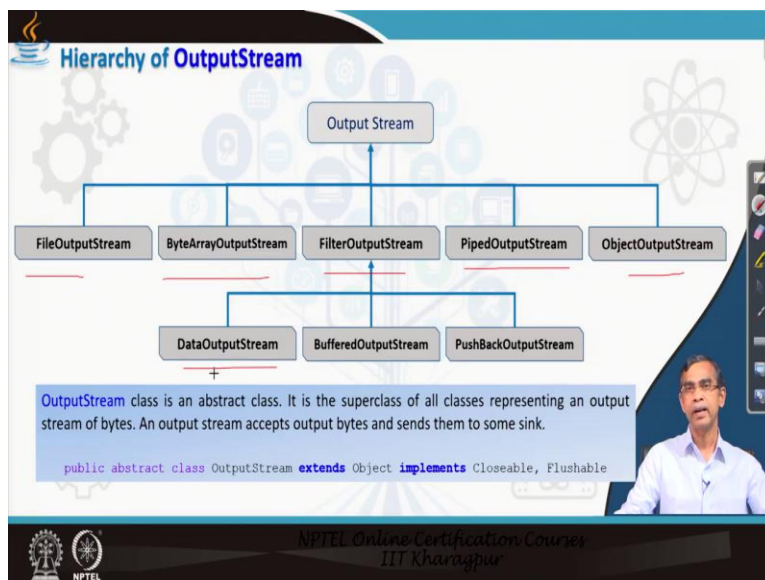 Hierarchy of OutputStream
Output Stream
FileOutputStream
ByteArrayOutputStream
FilterOutputStream
PipedOutputStream
ObjectOutputStream
DataOutputStream
BufferedOutputStream
PushBackOutputStream
OutputStream class is an abstract class. It is the superclass of all classes representing an output
stream of bytes. An output stream accepts output bytes and sends them to some sink.
public abstract class OutputStream extends Object implements Closeable, Flushable
NPTEL Online Certification Courses
IIT Kharagpur
NPTEL